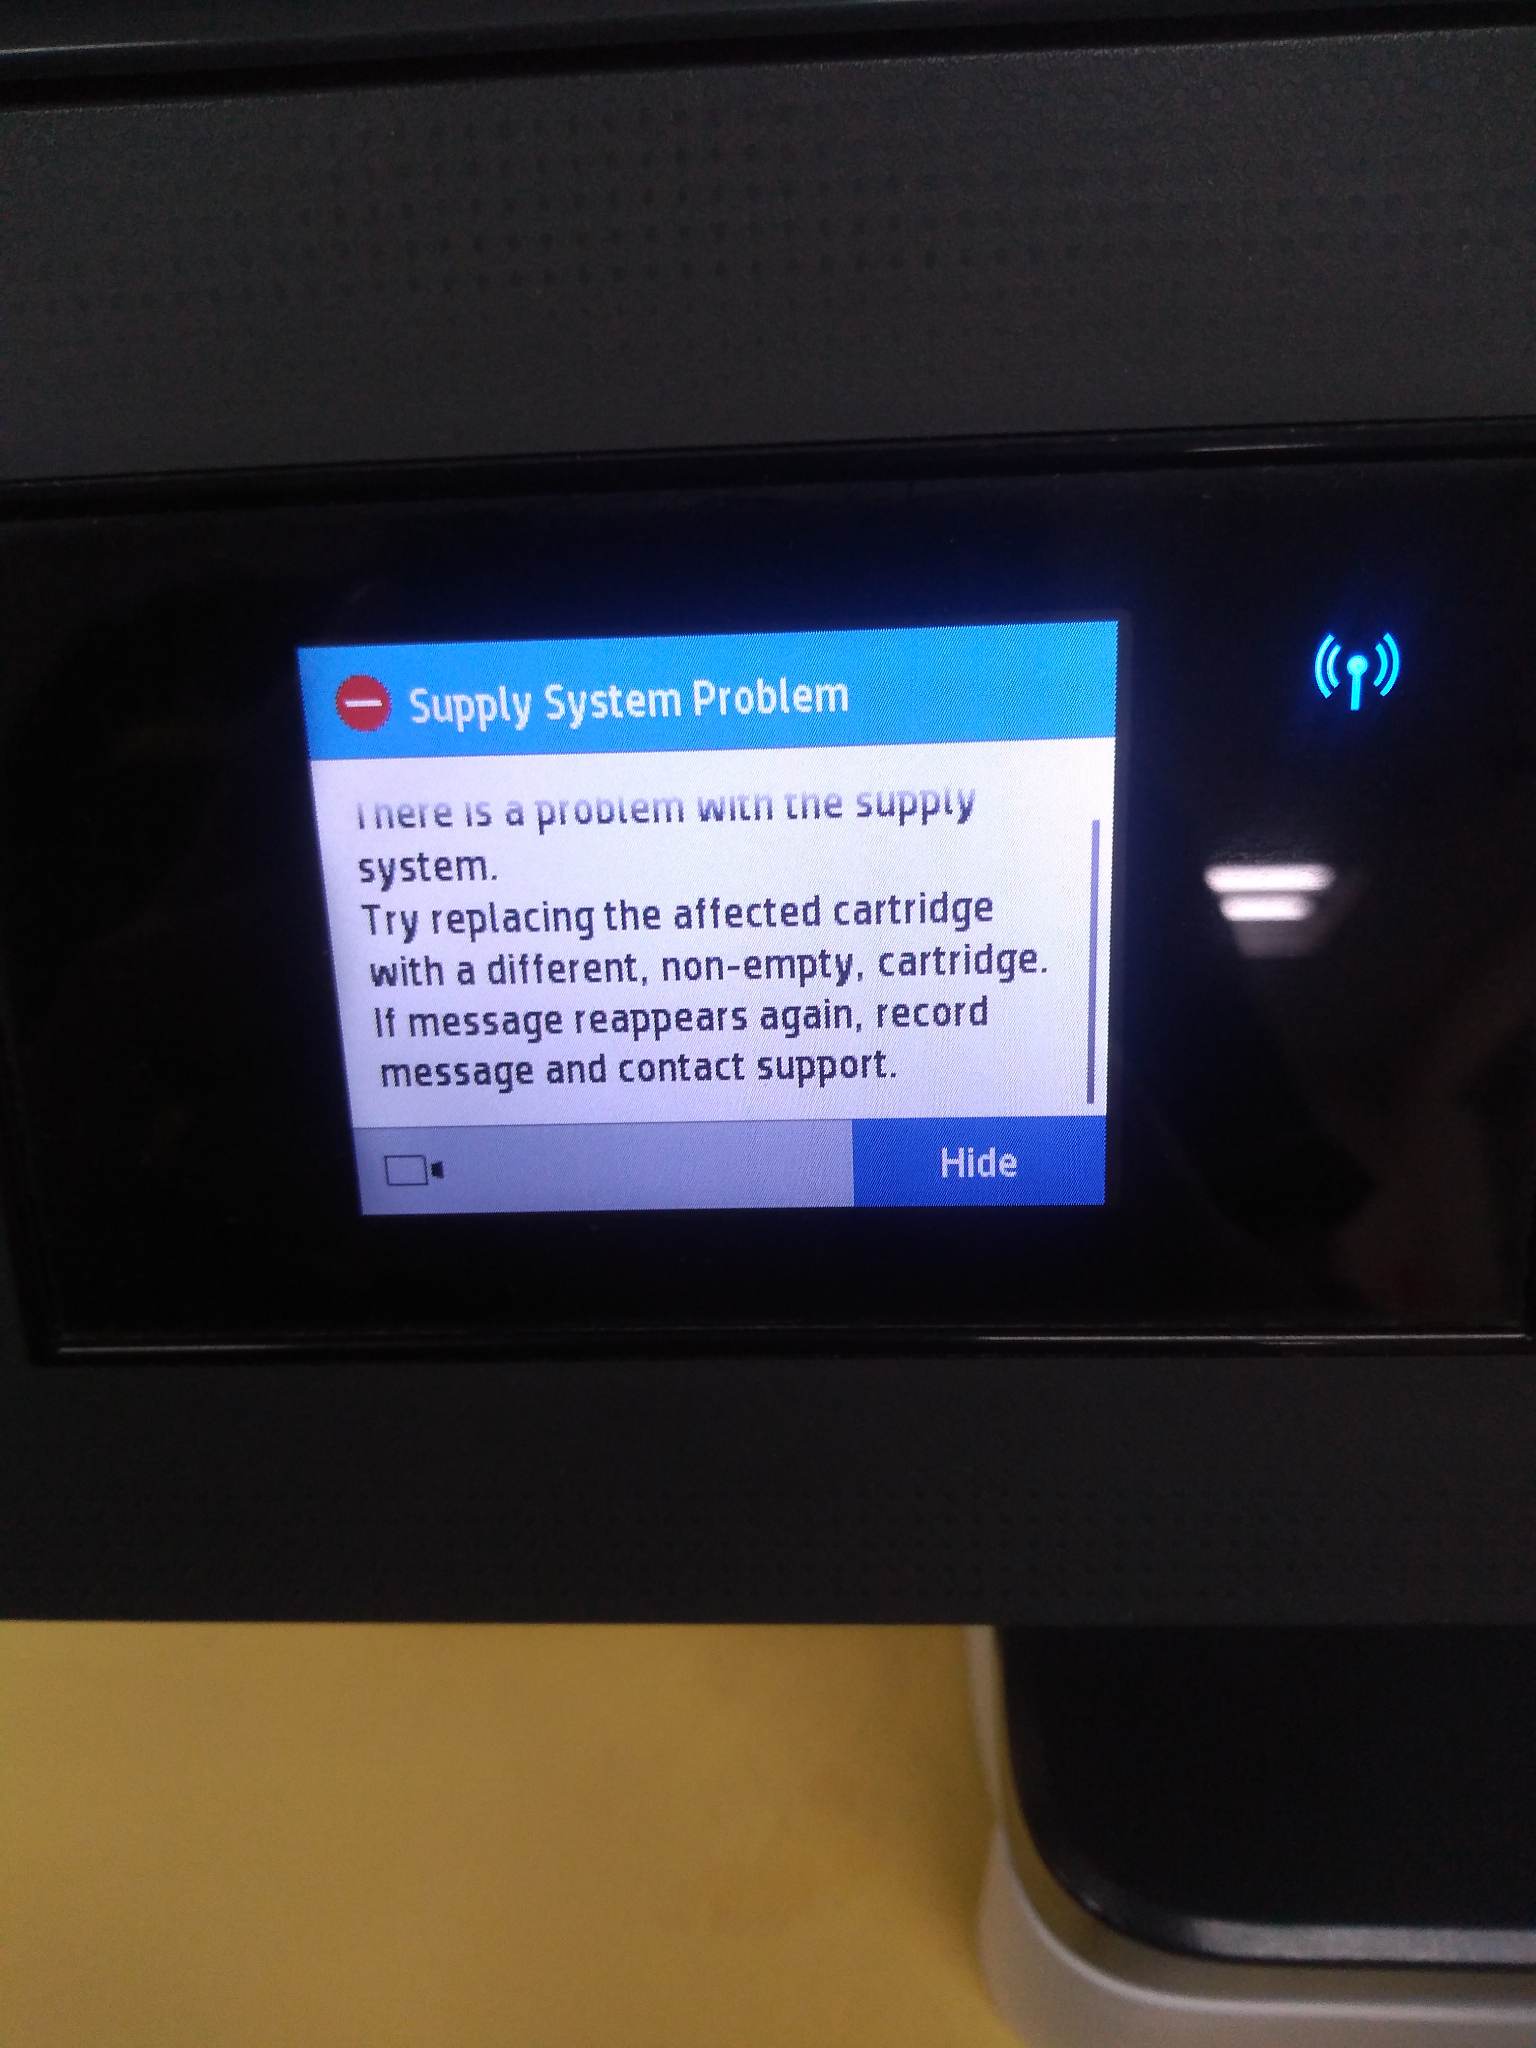 Supply System Problem
There is a problem with the supply
system.
Try replacing the affected cartridge
with a different, non-empty, cartridge.
If message reappears again, record
message and contact support.
Hide